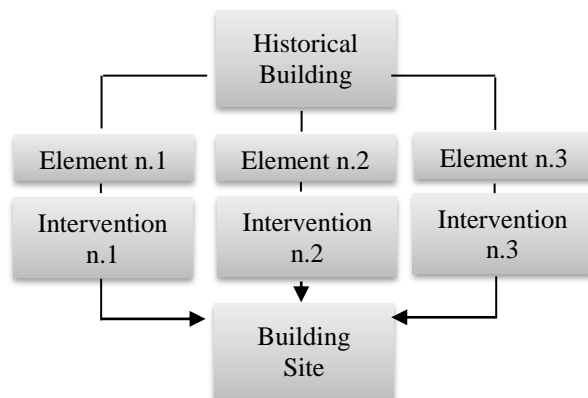 Historical
Building
Element n.1
Element n.2
Element n.3
Intervention
n.1
Intervention
n.2
Intervention
n.3
Building
Site